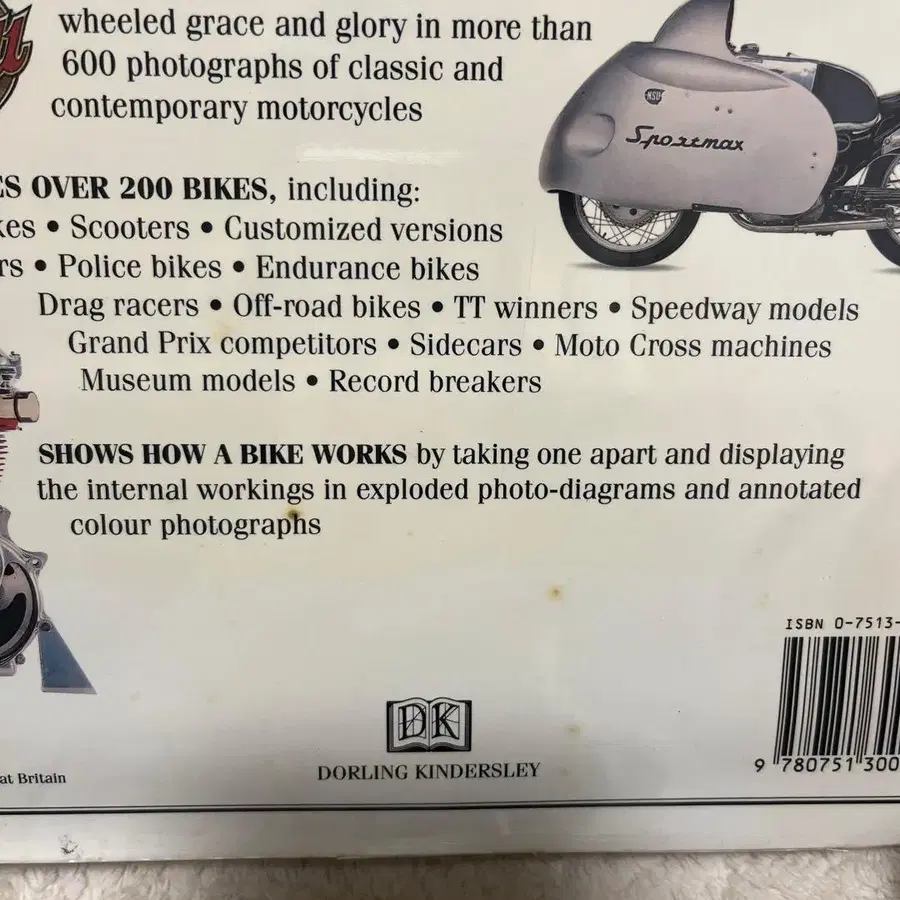 wheeled grace and glory in more than
600 photographs of classic and
contemporary motorcycles
NSU
Sportmax
OVER 200 BIKES, including:
• Scooters • Customized versions
• Police bikes • Endurance bikes
Drag racers • Off-road bikes • TT winners • Speedway models
Grand Prix competitors • Sidecars • Moto Cross machines
Museum models • Record breakers
SHOWS HOW A BIKE WORKS by taking one apart and displaying
the internal workings in exploded photo-diagrams and annotated
colour photographs
ISBN 0-7513-
9 780751 300
DK
DORLING KINDERSLEY
at Britain